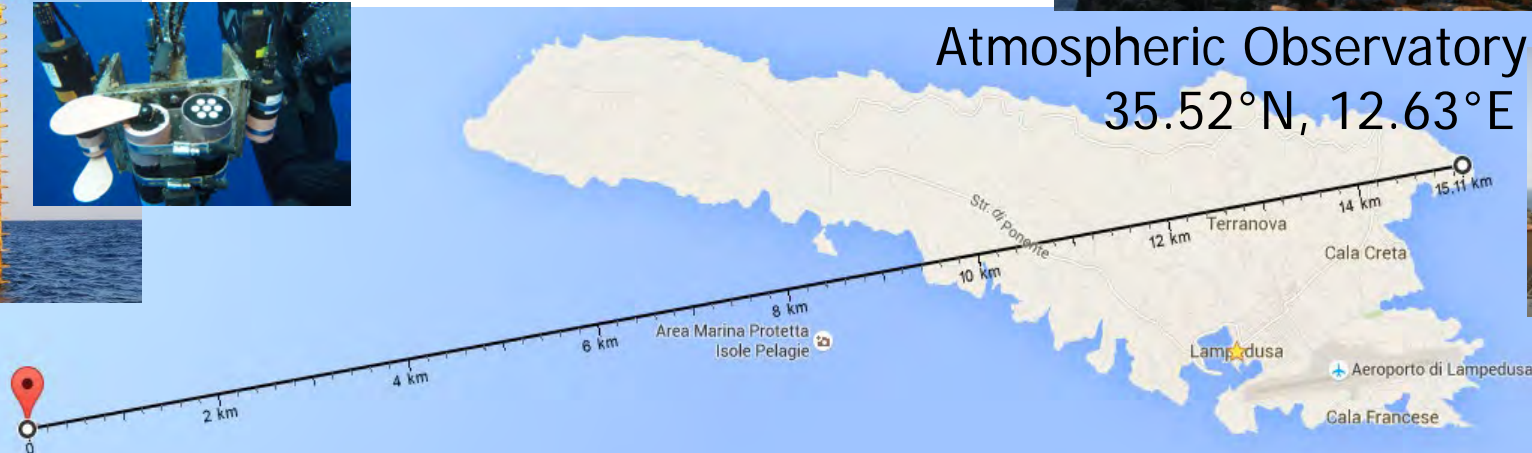 Atmospheric Observatory
35.52°N, 12.63°E
15.11 km
14 km
Str. di Ponente
Terranova
12 km
Cala Creta
10 km
8 km
Area Marina Protetta
Isole Pelagie
6 km
Lampedusa
Aeroporto di Lampedusa
4 km
2 km
Cala Francese
0